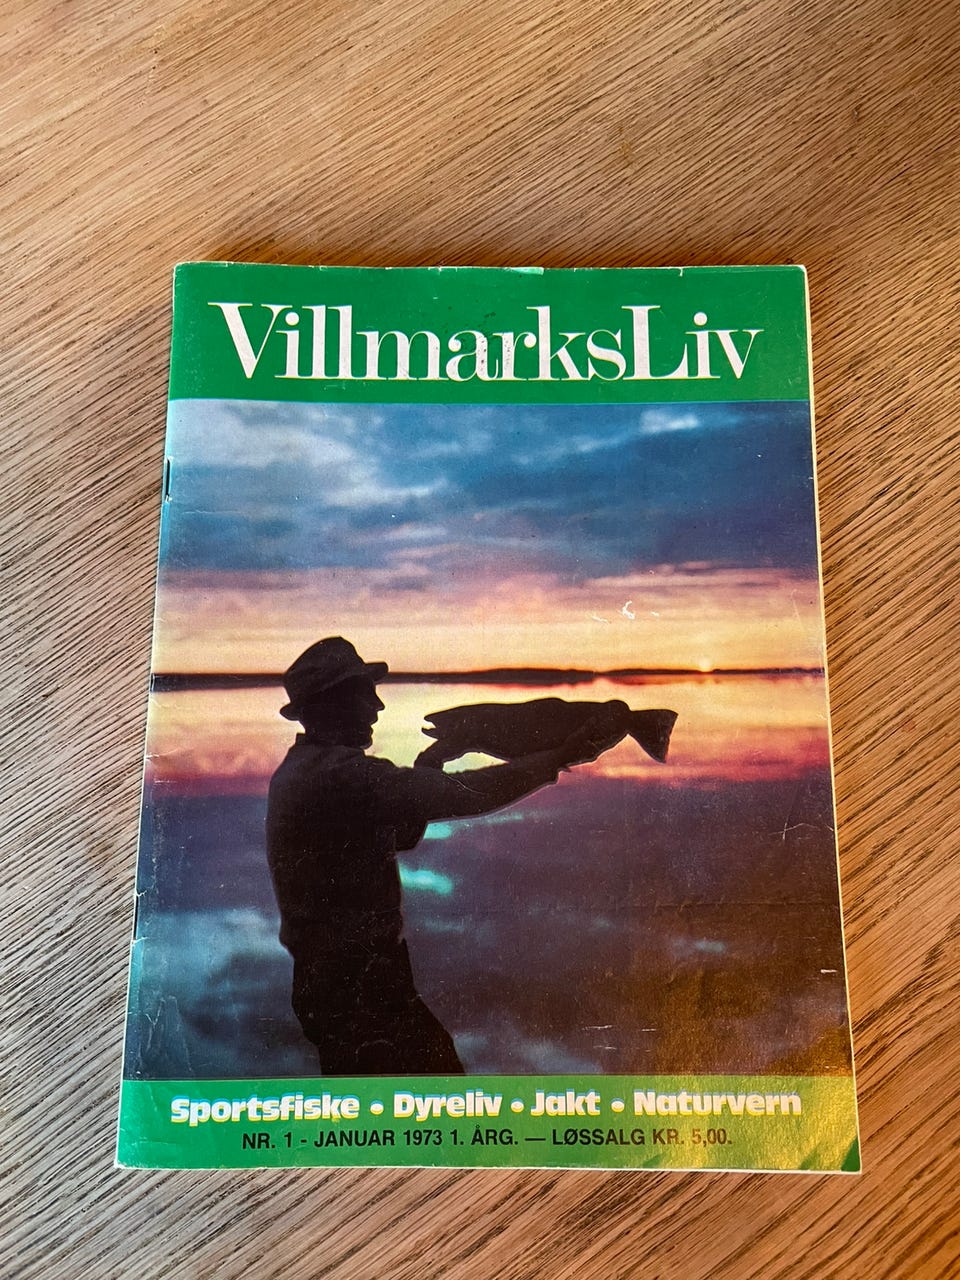 VillmarksLiv
Sportsfiske • Dyreliv • Jakt • Naturvern
NR. 1 - JANUAR 1973 1. ÅRG. — LØSSALG KR. 5,00.